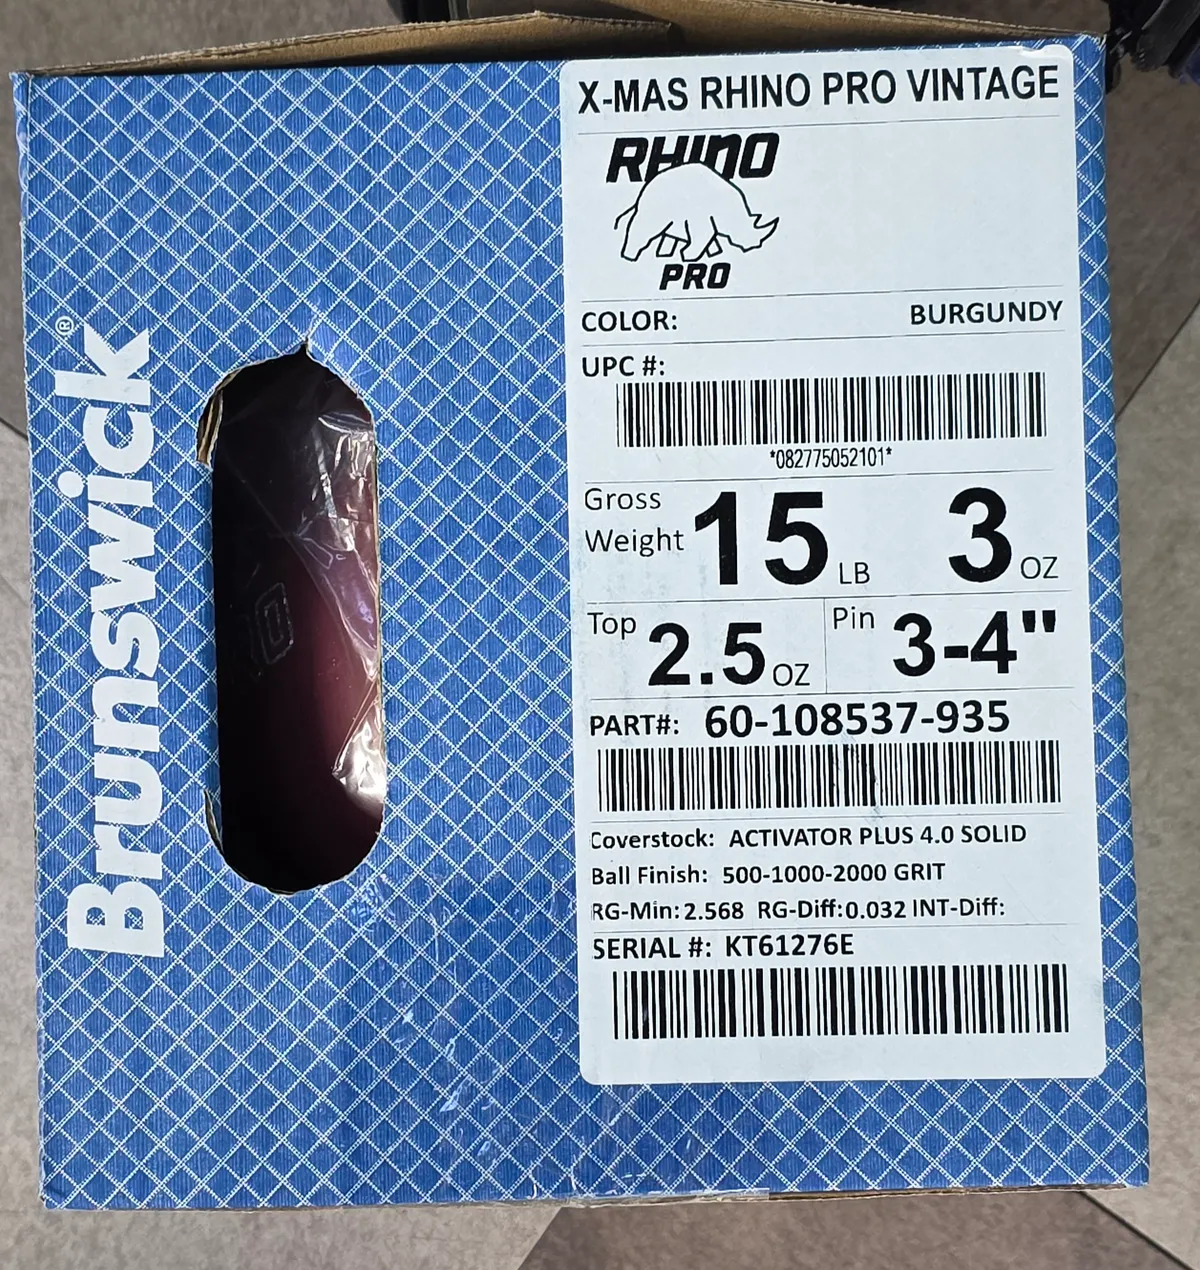 Brunswick®
10
X-MAS RHINO PRO VINTAGE
RHINO
PRO
COLOR: BURGUNDY
UPC #:
*082775052101*
Gross Weight 15 LB 3 OZ
Top 2.5 OZ Pin 3-4"
PART#: 60-108537-935
Coverstock: ACTIVATOR PLUS 4.0 SOLID
Ball Finish: 500-1000-2000 GRIT
RG-Min: 2.568 RG-Diff: 0.032 INT-Diff:
SERIAL #: KT61276E